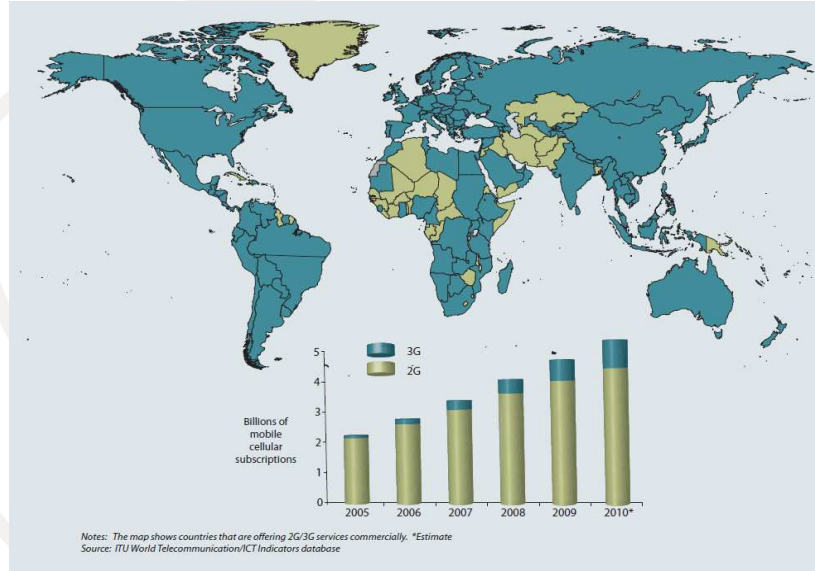 3G
2G
5
4
3
2
1
0
Billions of
mobile
cellular
subscriptions
2005 2006 2007 2008 2009 2010*
Notes: The map shows countries that are offering 2G/3G services commercially. *Estimate
Source: ITU World Telecommunication/ICT Indicators database